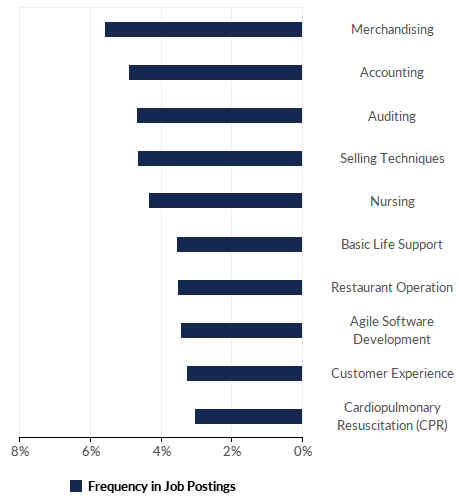 Merchandising
Accounting
Auditing
Selling Techniques
Nursing
Basic Life Support
Restaurant Operation
Agile Software
Development
Customer Experience
Cardiopulmonary
Resuscitation (CPR)
8% 6% 4% 2% 0%
Frequency in Job Postings